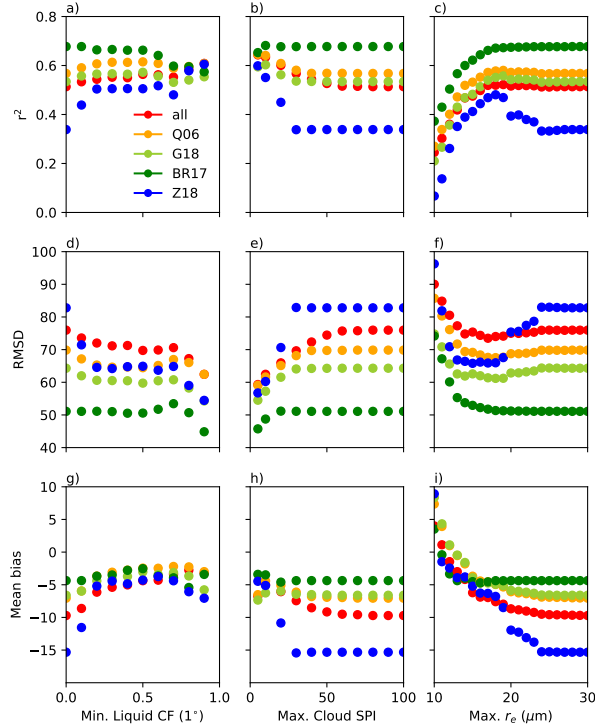 a)
b)
c)
0.8
0.6
0.4
0.2
0.0
r²
all
Q06
G18
BR17
Z18
d)
e)
f)
100
90
80
70
60
50
40
RMSD
g)
h)
i)
10
5
0
−5
−10
−15
Mean bias
0.0
0.5
1.0
0
50
100
10
20
30
Min. Liquid CF (1°)
Max. Cloud SPI
Max. rₑ (μm)